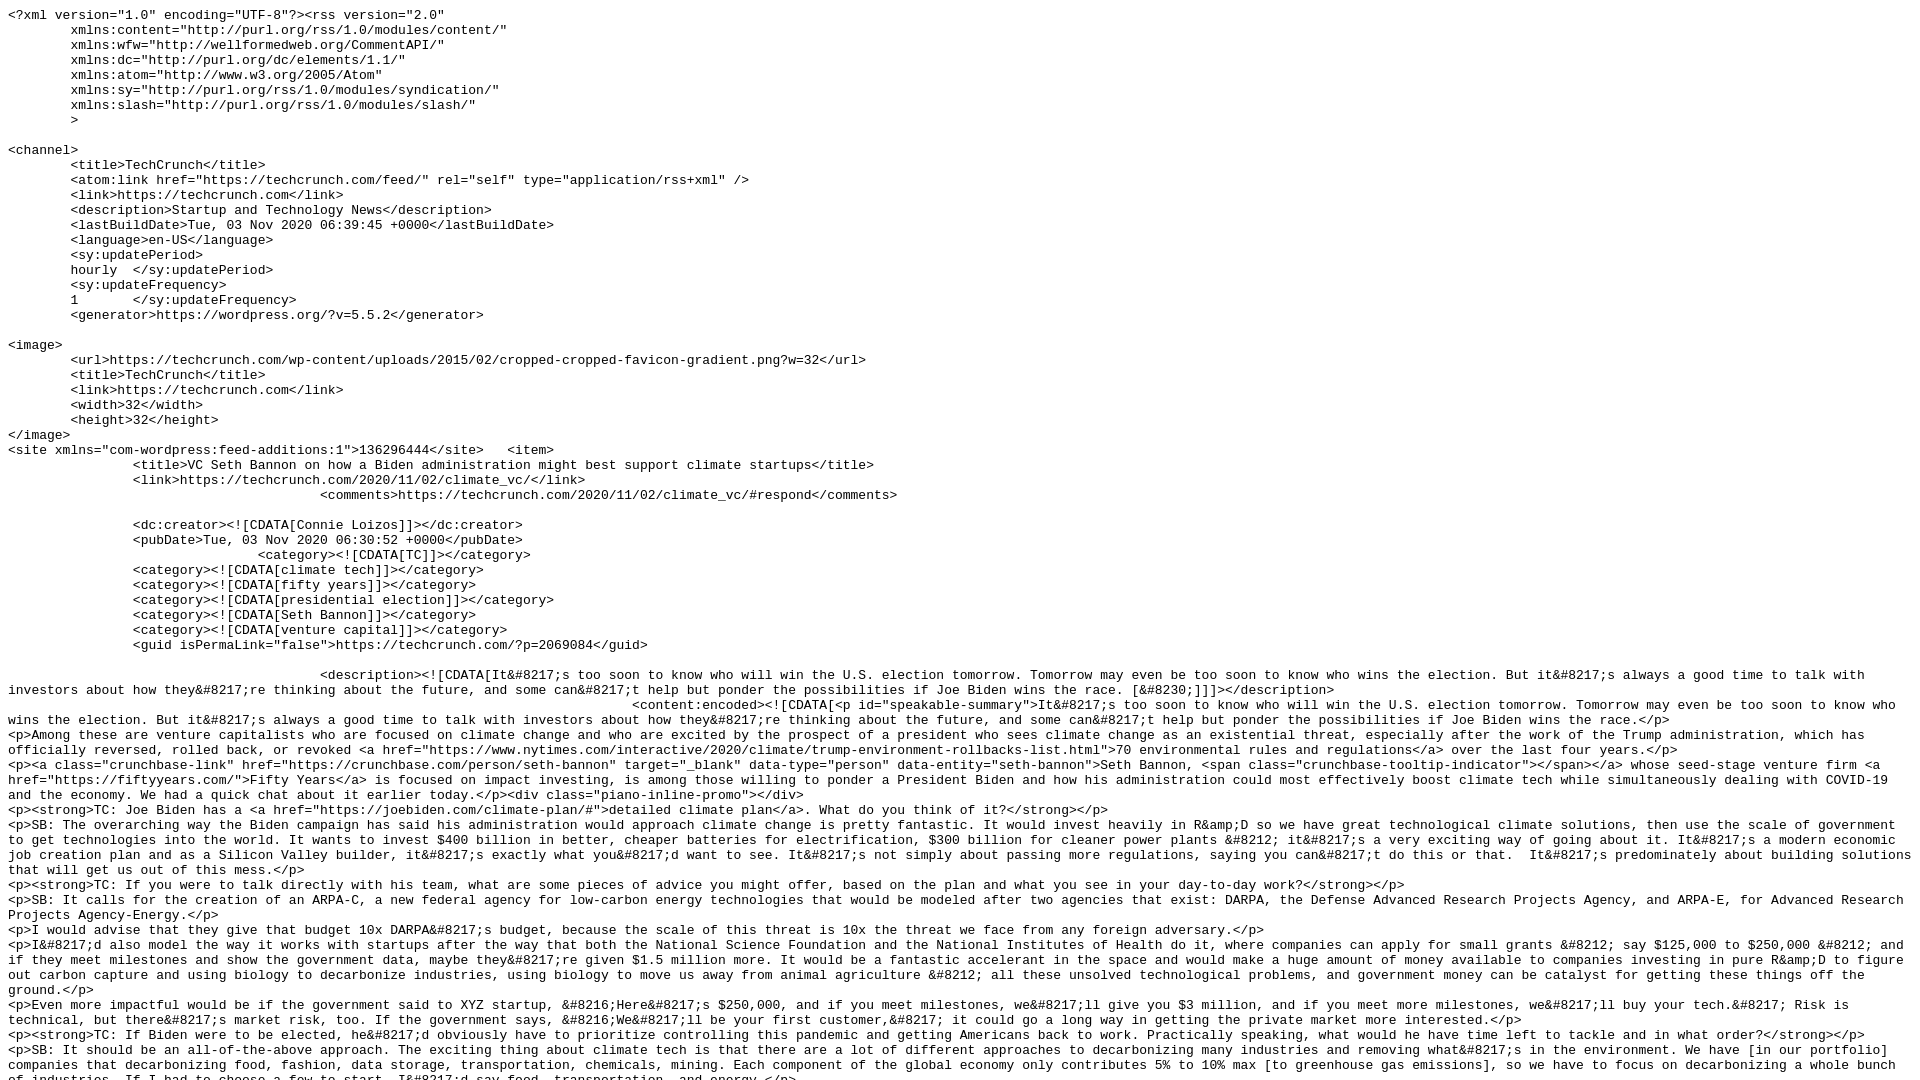 <?xml version="1.0" encoding="UTF-8"?><rss version="2.0"
xmlns:content="http://purl.org/rss/1.0/modules/content/"
xmlns:wfw="http://wellformedweb.org/CommentAPI/"
xmlns:dc="http://purl.org/dc/elements/1.1/"
xmlns:atom="http://www.w3.org/2005/Atom"
xmlns:sy="http://purl.org/rss/1.0/modules/syndication/"
xmlns:slash="http://purl.org/rss/1.0/modules/slash/"
>
<channel>
<title>TechCrunch</title>
<atom:link href="https://techcrunch.com/feed/" rel="self" type="application/rss+xml" />
<link>https://techcrunch.com</link>
<description>Startup and Technology News</description>
<lastBuildDate>Tue, 03 Nov 2020 06:39:45 +0000</lastBuildDate>
<language>en-US</language>
<sy:updatePeriod>
hourly  </sy:updatePeriod>
<sy:updateFrequency>
1       </sy:updateFrequency>
<generator>https://wordpress.org/?v=5.5.2</generator>
<image>
<url>https://techcrunch.com/wp-content/uploads/2015/02/cropped-cropped-favicon-gradient.png?w=32</url>
<title>TechCrunch</title>
<link>https://techcrunch.com</link>
<width>32</width>
<height>32</height>
</image>
<site xmlns="com-wordpress:feed-additions:1">136296444</site>   <item>
<title>VC Seth Bannon on how a Biden administration might best support climate startups</title>
<link>https://techcrunch.com/2020/11/02/climate_vc/</link>
<comments>https://techcrunch.com/2020/11/02/climate_vc/#respond</comments>
<dc:creator><![CDATA[Connie Loizos]]></dc:creator>
<pubDate>Tue, 03 Nov 2020 06:30:52 +0000</pubDate>
<category><![CDATA[TC]]></category>
<category><![CDATA[climate tech]]></category>
<category><![CDATA[fifty years]]></category>
<category><![CDATA[presidential election]]></category>
<category><![CDATA[Seth Bannon]]></category>
<category><![CDATA[venture capital]]></category>
<guid isPermaLink="false">https://techcrunch.com/?p=2069084</guid>
<description><![CDATA[It&#8217;s too soon to know who will win the U.S. election tomorrow. Tomorrow may even be too soon to know who wins the election. But it&#8217;s always a good time to talk with
investors about how they&#8217;re thinking about the future, and some can&#8217;t help but ponder the possibilities if Joe Biden wins the race. [&#8230;]]]></description>
<content:encoded><![CDATA[<p id="speakable-summary">It&#8217;s too soon to know who will win the U.S. election tomorrow. Tomorrow may even be too soon to know who
wins the election. But it&#8217;s always a good time to talk with investors about how they&#8217;re thinking about the future, and some can&#8217;t help but ponder the possibilities if Joe Biden wins the race.</p>
<p>Among these are venture capitalists who are focused on climate change and who are excited by the prospect of a president who sees climate change as an existential threat, especially after the work of the Trump administration, which has
officially reversed, rolled back, or revoked <a href="https://www.nytimes.com/interactive/2020/climate/trump-environment-rollbacks-list.html">70 environmental rules and regulations</a> over the last four years.</p>
<p><a class="crunchbase-link" href="https://crunchbase.com/person/seth-bannon" target="_blank" data-type="person" data-entity="seth-bannon">Seth Bannon, <span class="crunchbase-tooltip-indicator"></span></a> whose seed-stage venture firm <a
href="https://fiftyyears.com/">Fifty Years</a> is focused on impact investing, is among those willing to ponder a President Biden and how his administration could most effectively boost climate tech while simultaneously dealing with COVID-19
and the economy. We had a quick chat about it earlier today.</p><div class="piano-inline-promo"></div>
<p><strong>TC: Joe Biden has a <a href="https://joebiden.com/climate-plan/#">detailed climate plan</a>. What do you think of it?</strong></p>
<p>SB: The overarching way the Biden campaign has said his administration would approach climate change is pretty fantastic. It would invest heavily in R&amp;D so we have great technological climate solutions, then use the scale of government
to get technologies into the world. It wants to invest $400 billion in better, cheaper batteries for electrification, $300 billion for cleaner power plants &#8212; it&#8217;s a very exciting way of going about it. It&#8217;s a modern economic
job creation plan and as a Silicon Valley builder, it&#8217;s exactly what you&#8217;d want to see. It&#8217;s not simply about passing more regulations, saying you can&#8217;t do this or that.  It&#8217;s predominately about building solutions
that will get us out of this mess.</p>
<p><strong>TC: If you were to talk directly with his team, what are some pieces of advice you might offer, based on the plan and what you see in your day-to-day work?</strong></p>
<p>SB: It calls for the creation of an ARPA-C, a new federal agency for low-carbon energy technologies that would be modeled after two agencies that exist: DARPA, the Defense Advanced Research Projects Agency, and ARPA-E, for Advanced Research
Projects Agency-Energy.</p>
<p>I would advise that they give that budget 10x DARPA&#8217;s budget, because the scale of this threat is 10x the threat we face from any foreign adversary.</p>
<p>I&#8217;d also model the way it works with startups after the way that both the National Science Foundation and the National Institutes of Health do it, where companies can apply for small grants &#8212; say $125,000 to $250,000 &#8212; and
if they meet milestones and show the government data, maybe they&#8217;re given $1.5 million more. It would be a fantastic accelerant in the space and would make a huge amount of money available to companies investing in pure R&amp;D to figure
out carbon capture and using biology to decarbonize industries, using biology to move us away from animal agriculture &#8212; all these unsolved technological problems, and government money can be catalyst for getting these things off the
ground.</p>
<p>Even more impactful would be if the government said to XYZ startup, &#8216;Here&#8217;s $250,000, and if you meet milestones, we&#8217;ll give you $3 million, and if you meet more milestones, we&#8217;ll buy your tech.&#8217; Risk is
technical, but there&#8217;s market risk, too. If the government says, &#8216;We&#8217;ll be your first customer,&#8217; it could go a long way in getting the private market more interested.</p>
<p><strong>TC: If Biden were to be elected, he&#8217;d obviously have to prioritize controlling this pandemic and getting Americans back to work. Practically speaking, what would he have time left to tackle and in what order?</strong></p>
<p>SB: It should be an all-of-the-above approach. The exciting thing about climate tech is that there are a lot of different approaches to decarbonizing many industries and removing what&#8217;s in the environment. We have [in our portfolio]
companies that decarbonizing food, fashion, data storage, transportation, chemicals, mining. Each component of the global economy only contributes 5% to 10% max [to greenhouse gas emissions], so we have to focus on decarbonizing a whole bunch
of industries. If I had to choose a few to start, I&#8217;d say food, transportation, and energy.</p>